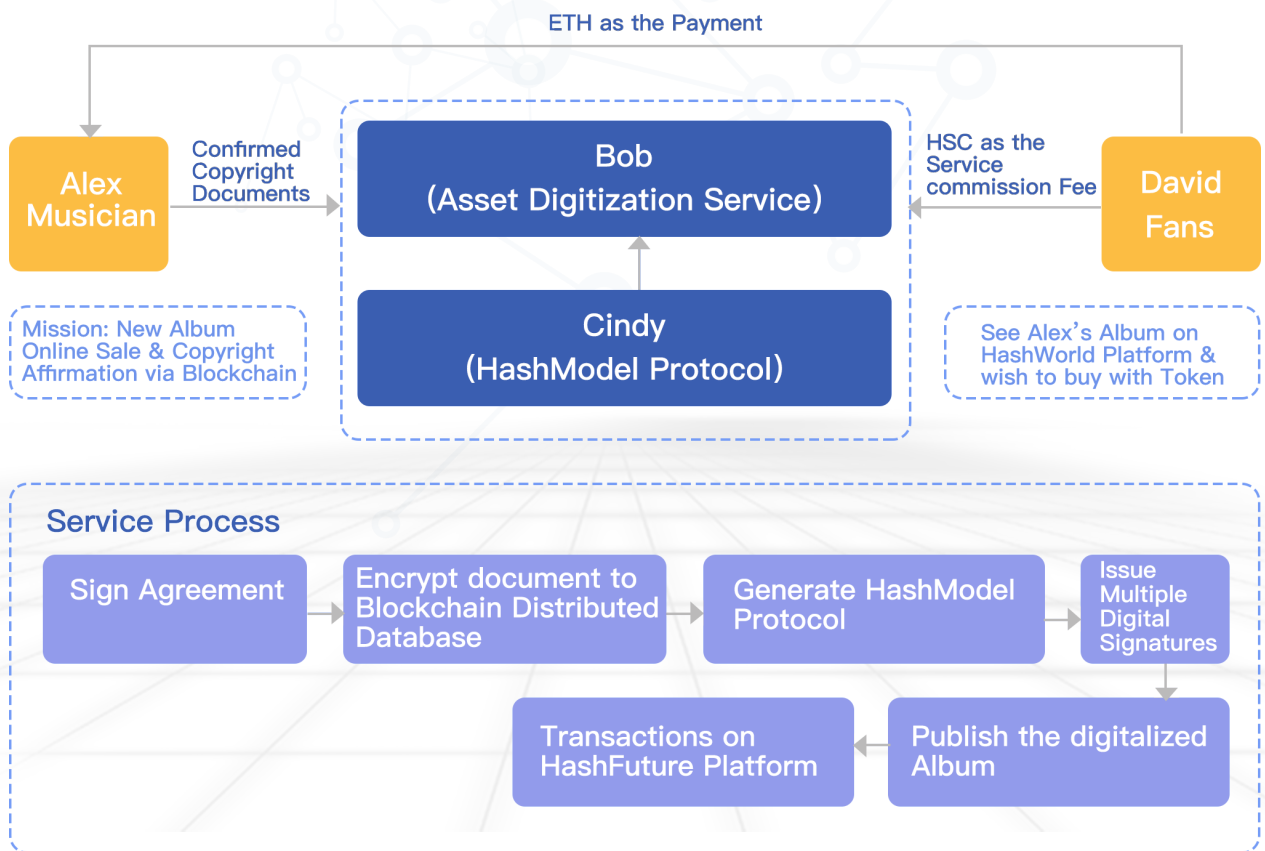 ETH as the Payment
Alex
Musician
Confirmed
Copyright
Documents
Bob
(Asset Digitization Service)
HSC as the
Service
commission Fee
David
Fans
Cindy
(HashModel Protocol)
Mission: New Album
Online Sale & Copyright
Affirmation via Blockchain
See Alex's Album on
HashWorld Platform &
wish to buy with Token
Service Process
Sign Agreement
Encrypt document to
Blockchain Distributed
Database
Generate HashModel
Protocol
Issue
Multiple
Digital
Signatures
Transactions on
HashFuture Platform
Publish the digitalized
Album